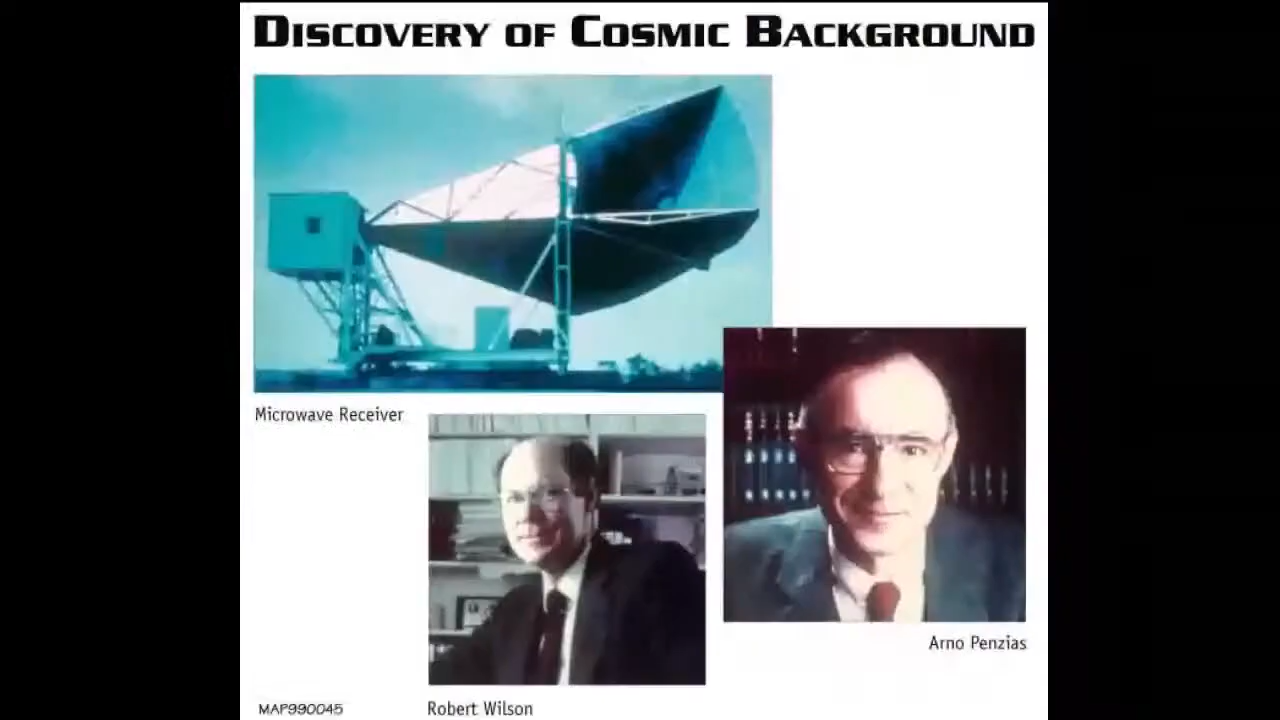 Discovery of Cosmic Background
Microwave Receiver
Arno Penzias
MAP990045
Robert Wilson